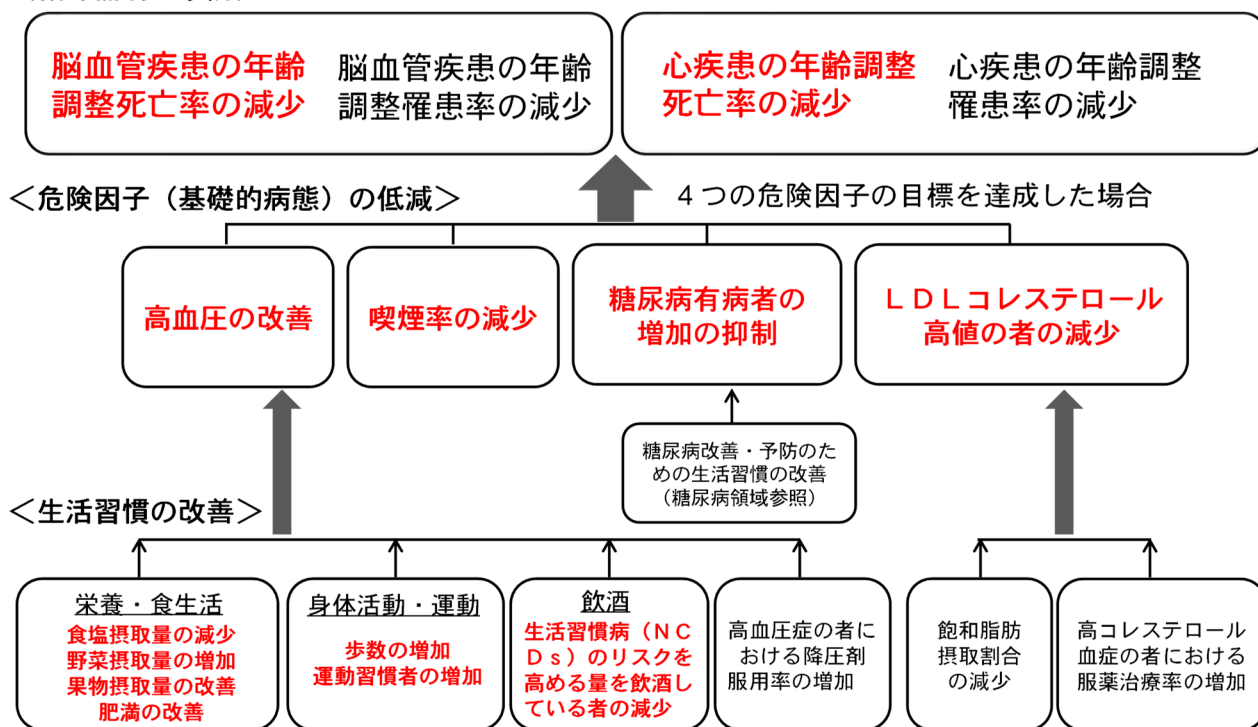 脳血管疾患の年齢
調整死亡率の減少
脳血管疾患の年齢
調整罹患率の減少
心疾患の年齢調整
死亡率の減少
心疾患の年齢調整
罹患率の減少
＜危険因子（基礎的病態）の低減＞
４つの危険因子の目標を達成した場合
高血圧の改善
喫煙率の減少
糖尿病有病者の
増加の抑制
ＬＤＬコレステロール
高値の者の減少
糖尿病改善・予防のた
めの生活習慣の改善
（糖尿病領域参照）
＜生活習慣の改善＞
栄養・食生活
食塩摂取量の減少
野菜摂取量の増加
果物摂取量の改善
肥満の改善
身体活動・運動
歩数の増加
運動習慣者の増加
飲酒
生活習慣病（ＮＣ
Ｄｓ）のリスクを
高める量を飲酒し
ている者の減少
高血圧症の者に
おける降圧剤
服用率の増加
飽和脂肪
摂取割合
の減少
高コレステロール
血症の者における
服薬治療率の増加